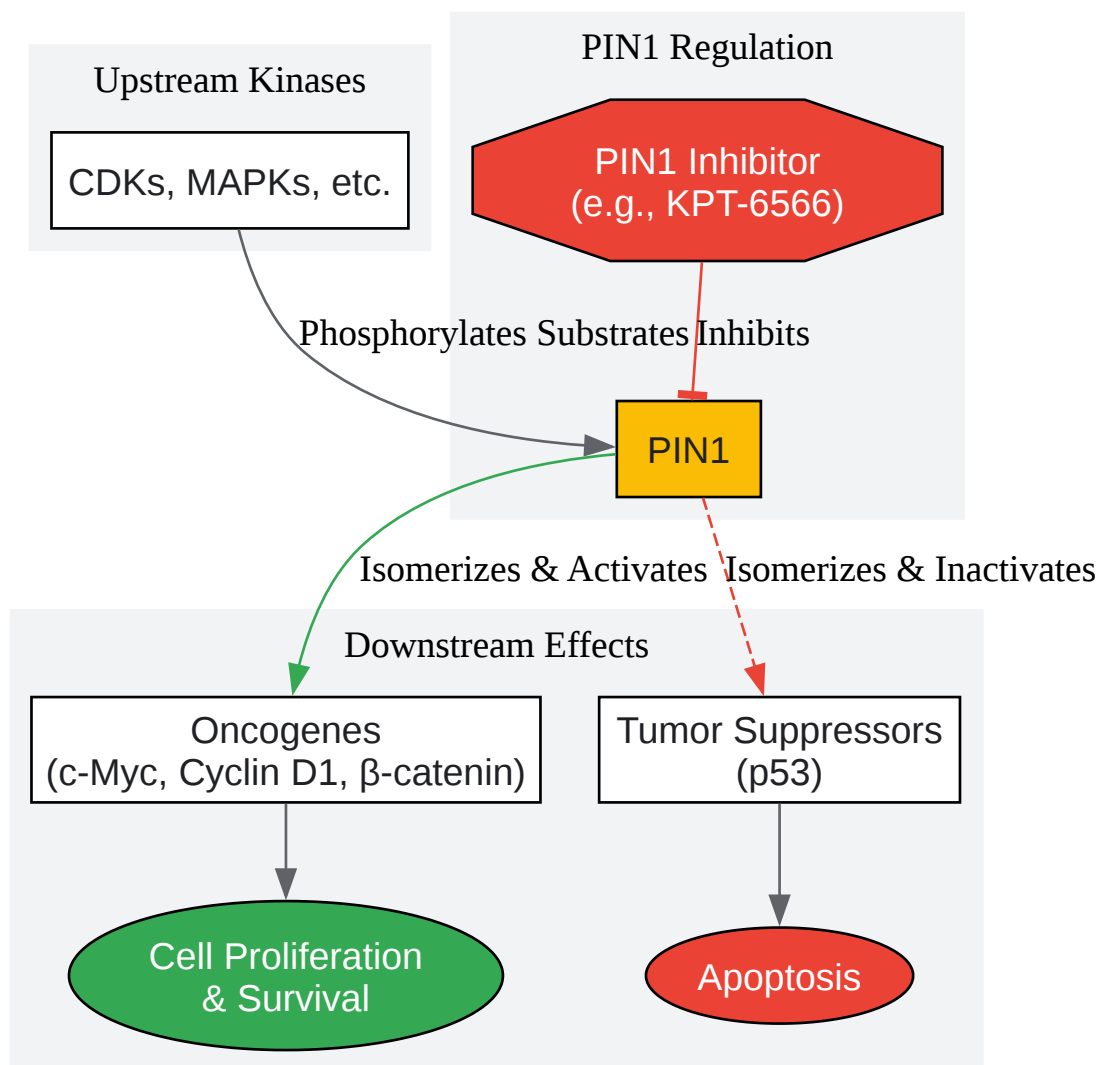 PIN1 Regulation
Upstream Kinases
PIN1 Inhibitor
(e.g., KPT-6566)
CDKs, MAPKs, etc.
Phosphorylates Substrates
Inhibits
PIN1
Isomerizes & Activates
Isomerizes & Inactivates
Downstream Effects
Oncogenes
(c-Myc, Cyclin D1, β-catenin)
Tumor Suppressors
(p53)
Cell Proliferation
& Survival
Apoptosis